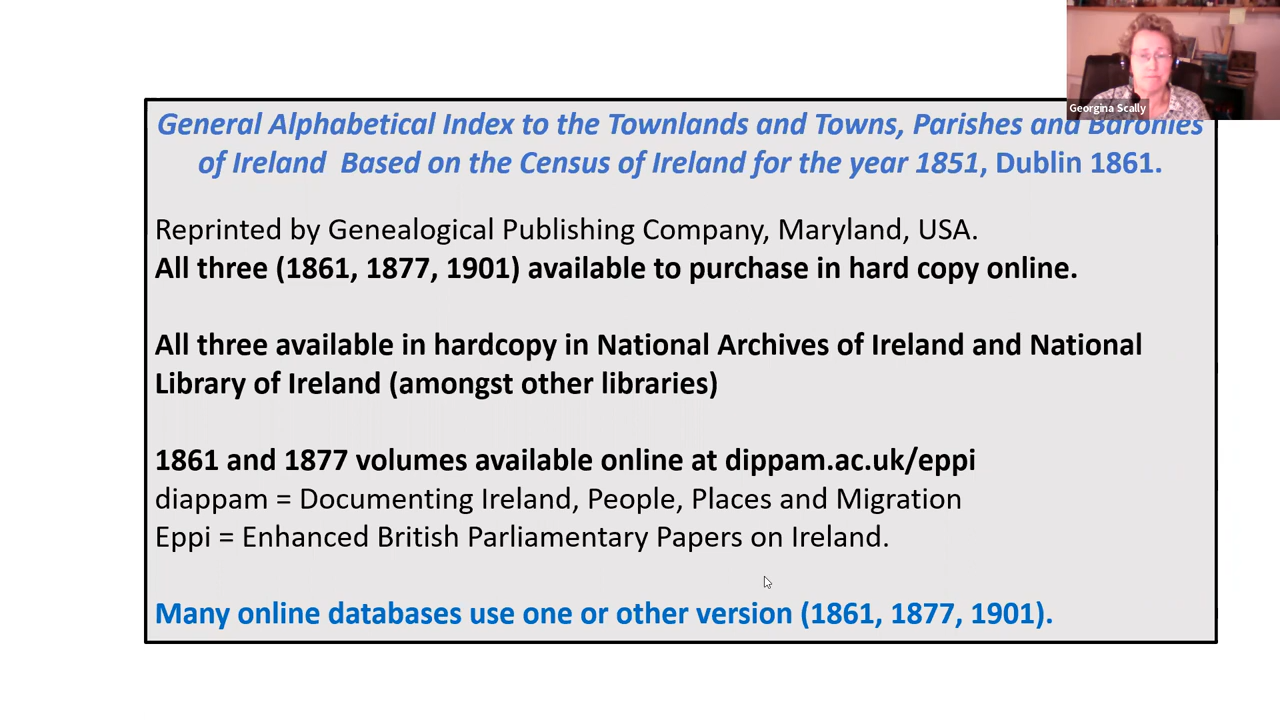 Georgina Scally
General Alphabetical Index to the Townlands and Towns, Parishes and Baronies
of Ireland Based on the Census of Ireland for the year 1851, Dublin 1861.
Reprinted by Genealogical Publishing Company, Maryland, USA.
All three (1861, 1877, 1901) available to purchase in hard copy online.
All three available in hardcopy in National Archives of Ireland and National
Library of Ireland (amongst other libraries)
1861 and 1877 volumes available online at dippam.ac.uk/eppi
diappam = Documenting Ireland, People, Places and Migration
Eppi = Enhanced British Parliamentary Papers on Ireland.
Many online databases use one or other version (1861, 1877, 1901).